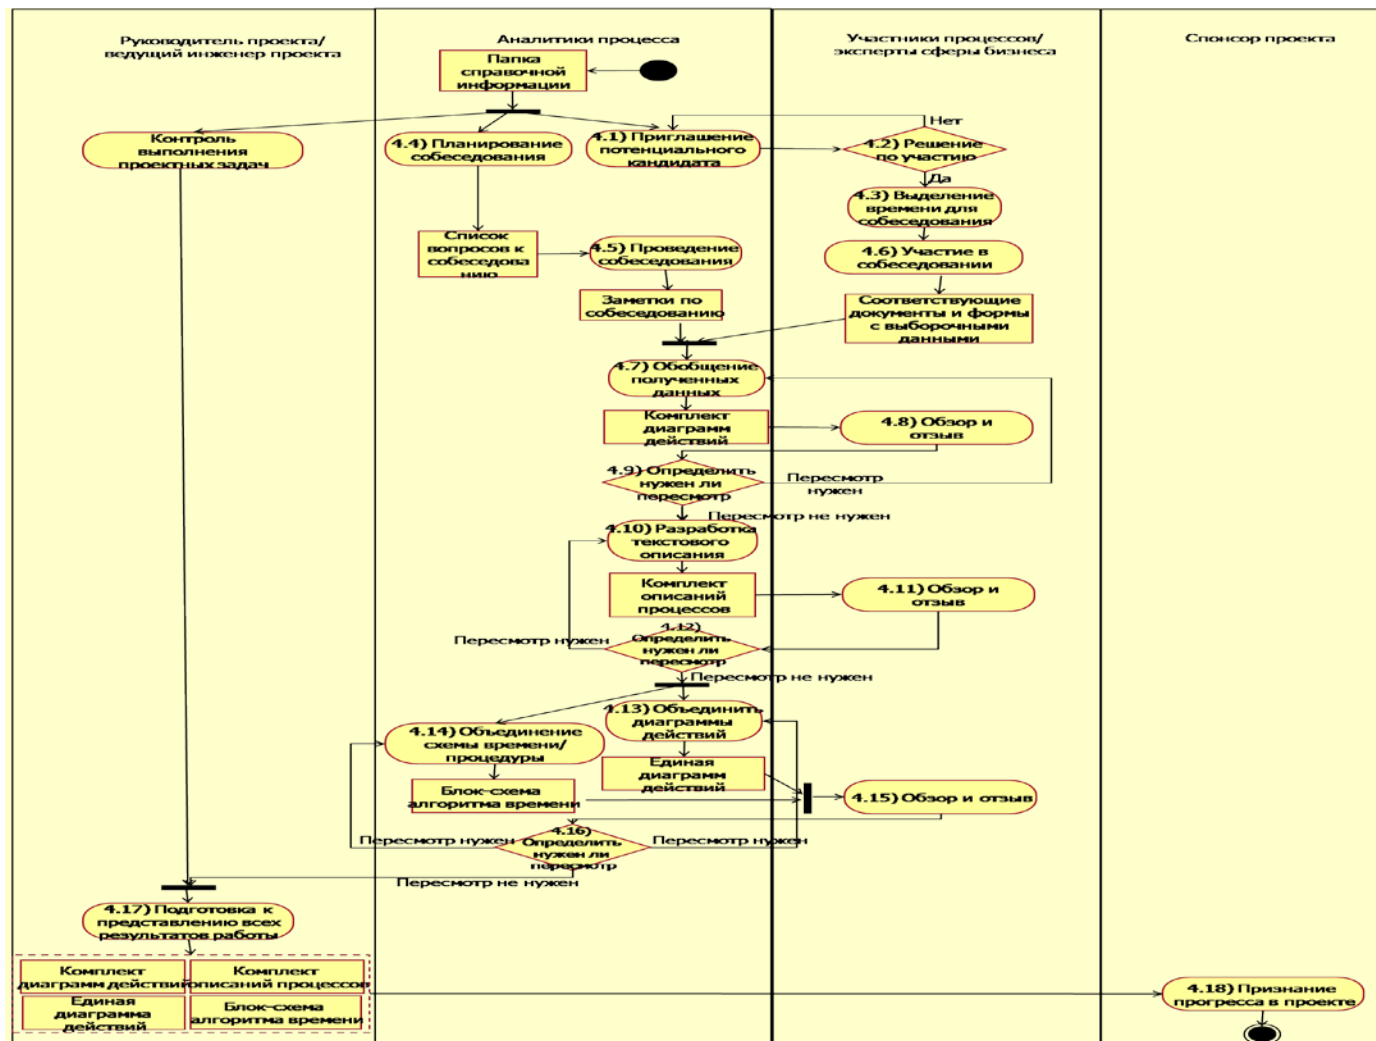 Руководитель проекта/
ведущий инженер проекта
Аналитики процесса
Участники процессов/
эксперты сферы бизнеса
Спонсор проекта
Папка
справочной
информации
Контроль
выполнения
проектных задач
4.4) Планирование
собеседования
4.1) Приглашение
потенциального
кандидата
Нет
4.2) Решение
по участию
Да
4.3) Выделение
времени для
собеседования
Список
вопросов к
собеседова
нию
4.5) Проведение
собеседования
4.6) Участие в
собеседовании
Заметки по
собеседованию
Соответствующие
документы и формы
с выборочными
данными
4.7) Обобщение
полученных
данных
Комплект
диаграмм
действий
4.8) Обзор и
отзыв
4.9) Определить
нужен ли
пересмотр
Пересмотр
нужен
Пересмотр не нужен
4.10) Разработка
текстового
описания
Комплект
описаний
процессов
4.11) Обзор и
отзыв
4.12)
Определить
нужен ли
пересмотр
Пересмотр нужен
Пересмотр не нужен
4.13) Объединить
диаграммы
действий
4.14) Объединение
схемы времени/
процедуры
Единая
диаграмм
действий
Блок-схема
алгоритма времени
4.15) Обзор и отзыв
4.16)
Определить
нужен ли
пересмотр
Пересмотр нужен
Пересмотр нужен
Пересмотр не нужен
4.17) Подготовка к
представлению всех
результатов работы
Комплект
диаграмм действий
Комплект
описаний процессов
Единая
диаграмма
действий
Блок-схема
алгоритма времени
4.18) Признание
прогресса в проекте